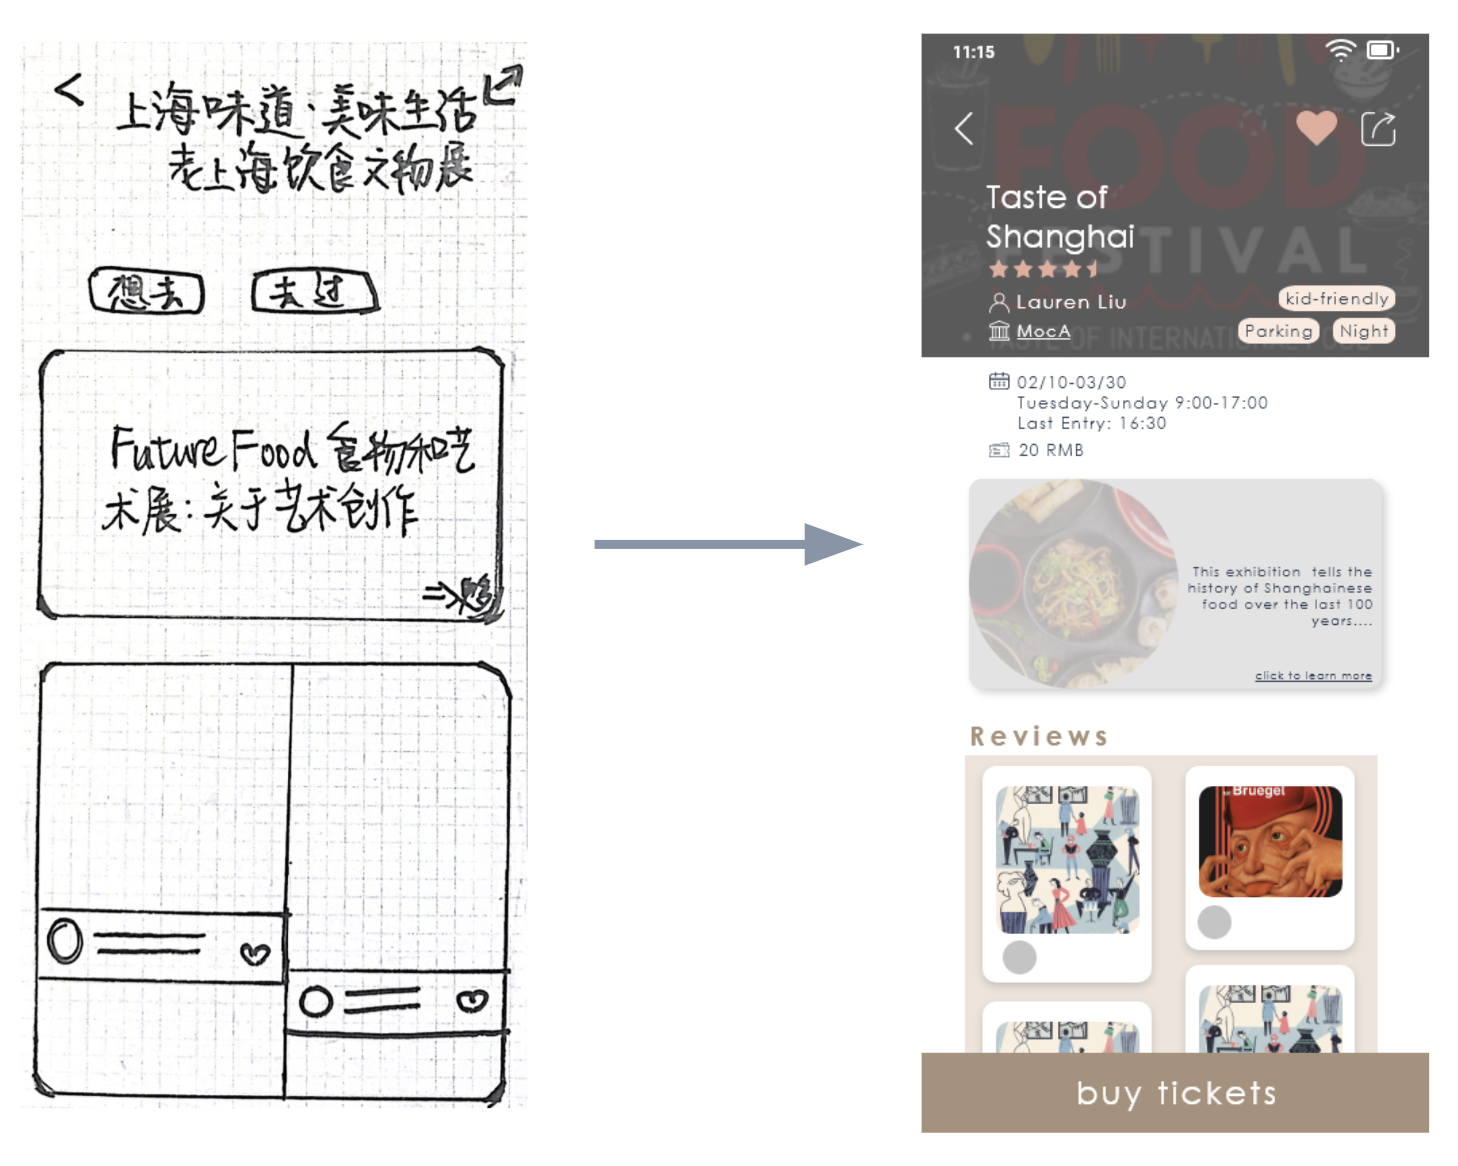 上海味道·美味生活
老上海饮食文物展
想去
去过
Future Food 食物和艺
术展:关于艺术创作
11:15
FOOD
FESTIVAL
TASTE OF INTERNATIONAL FOOD
Taste of
Shanghai
Lauren Liu
MocA
kid-friendly
Parking
Night
02/10-03/30
Tuesday-Sunday 9:00-17:00
Last Entry: 16:30
20 RMB
This exhibition tells the
history of Shanghainese
food over the last 100
years....
click to learn more
Reviews
Bruegel
buy tickets